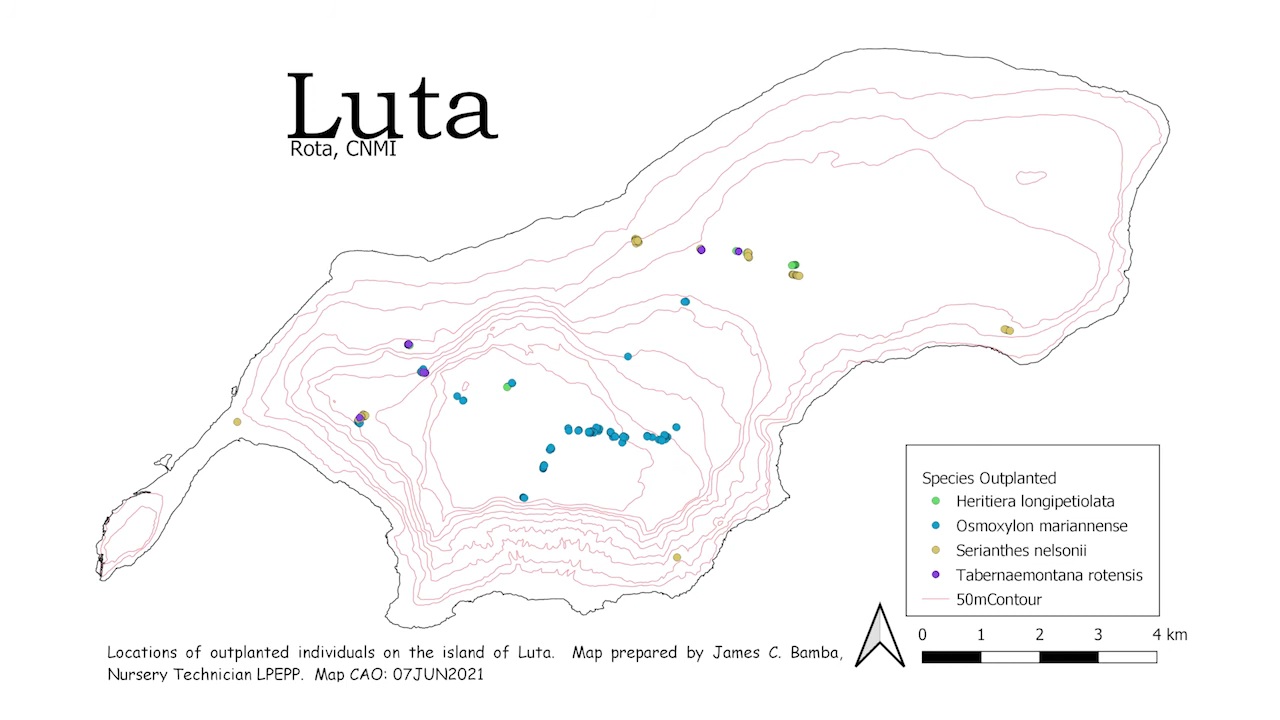 Luta
Rota, CNMI
Species Outplanted
Heritiera longipetiolata
Osmoxylon mariannense
Serianthes nelsonii
Tabernaemontana rotensis
50mContour
0 1 2 3 4 km
Locations of outplanted individuals on the island of Luta. Map prepared by James C. Bamba,
Nursery Technician LPEPP. Map CAO: 07JUN2021